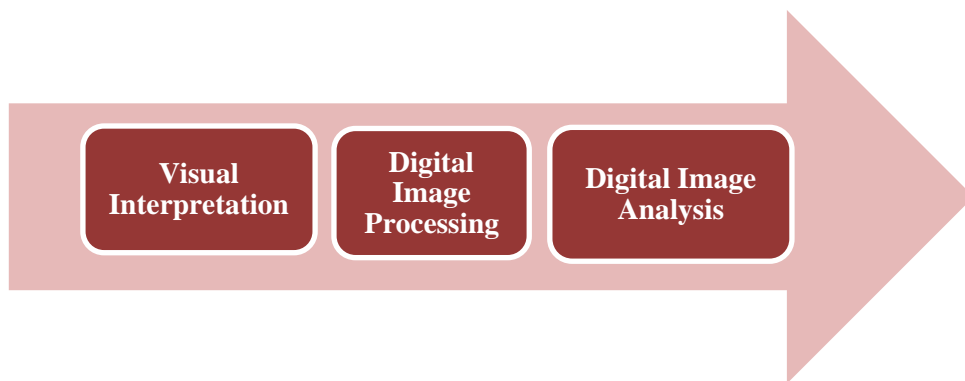 Visual
Interpretation
Digital
Image
Processing
Digital Image
Analysis